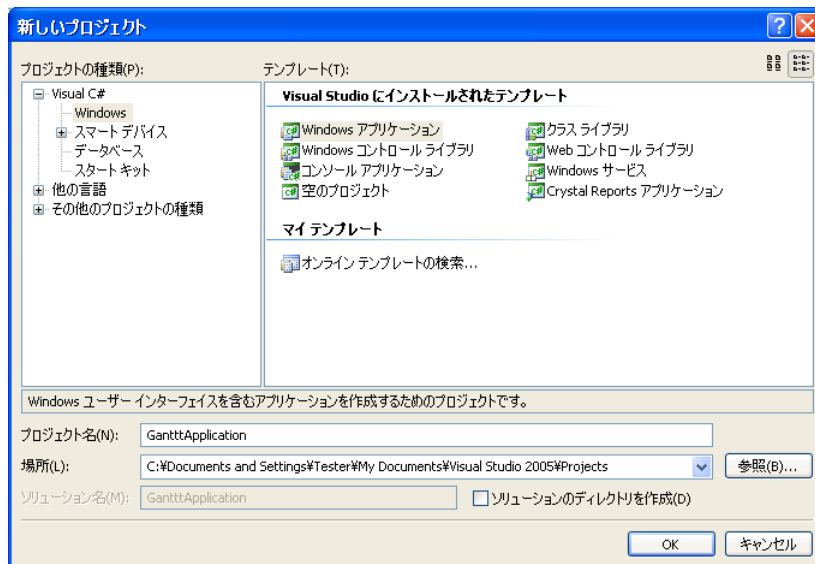 新しいプロジェクト
プロジェクトの種類(P):
テンプレート(T):
Visual C#
Windows
スマート デバイス
データベース
スタート キット
他の言語
その他のプロジェクトの種類
Visual Studio にインストールされたテンプレート
Windows アプリケーション
クラス ライブラリ
Windows コントロール ライブラリ
Web コントロール ライブラリ
コンソール アプリケーション
Windows サービス
空のプロジェクト
Crystal Reports アプリケーション
マイ テンプレート
オンライン テンプレートの検索...
Windows ユーザー インターフェイスを含むアプリケーションを作成するためのプロジェクトです。
プロジェクト名(N): GantttApplication
場所(L): C:¥Documents and Settings¥Tester¥My Documents¥Visual Studio 2005¥Projects 参照(B)...
ソリューション名(M): GantttApplication ソリューションのディレクトリを作成(D)
OK キャンセル